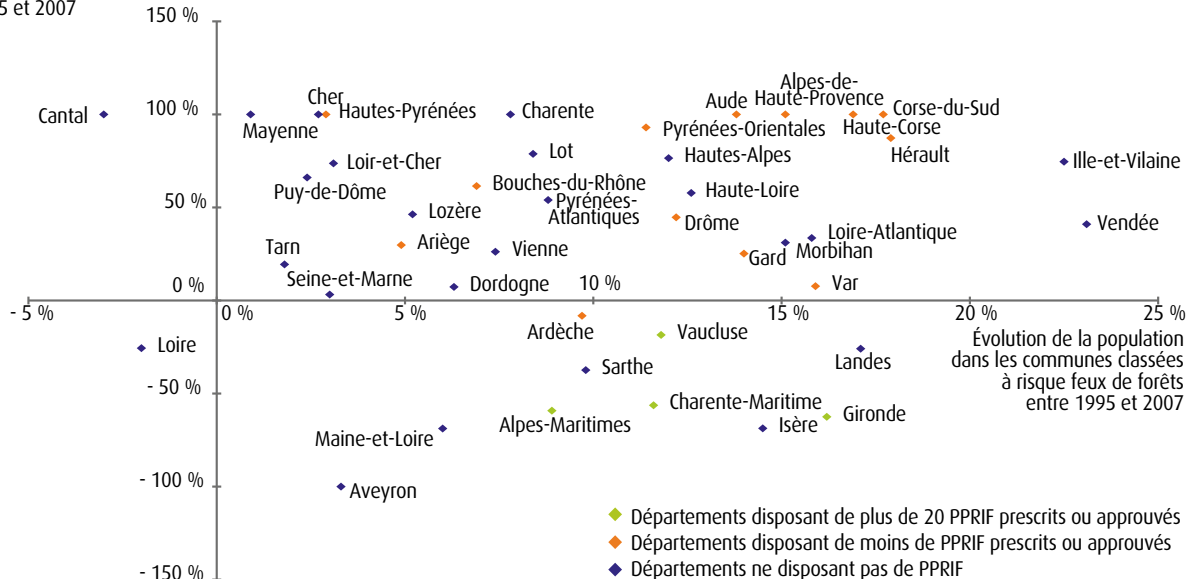 5 et 2007
150 %
Alpes-de-
Haute-Provence
Cher
Hautes-Pyrénées
Charente
Aude
Corse-du-Sud
Cantal
100 %
Mayenne
Pyrénées-Orientales
Haute-Corse
Hérault
Loir-et-Cher
Lot
Hautes-Alpes
Ille-et-Vilaine
Puy-de-Dôme
Bouches-du-Rhône
Haute-Loire
Pyrénées-
Atlantiques
50 %
Lozère
Drôme
Vendée
Ariège
Vienne
Loire-Atlantique
Morbihan
Tarn
Gard
Seine-et-Marne
Dordogne
Var
0 %
- 5 %
0 %
5 %
10 %
15 %
20 %
25 %
Ardèche
Vaucluse
Évolution de la population
dans les communes classées
à risque feux de forêts
entre 1995 et 2007
Loire
Landes
Sarthe
- 50 %
Charente-Maritime
Gironde
Alpes-Maritimes
Isère
Maine-et-Loire
- 100 %
Aveyron
Départements disposant de plus de 20 PPRIF prescrits ou approuvés
Départements disposant de moins de PPRIF prescrits ou approuvés
Départements ne disposant pas de PPRIF
- 150 %